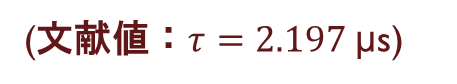 (文献値：𝜏 = 2.197 μs)